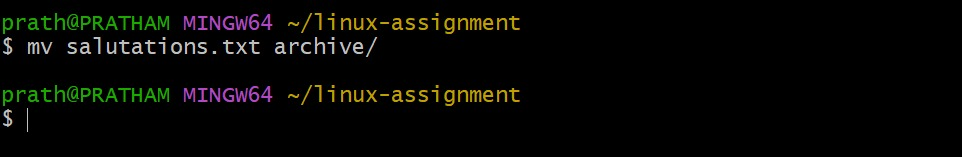 prath@PRATHAM MINGW64 ~/linux-assignment
$ mv salutations.txt archive/
prath@PRATHAM MINGW64 ~/linux-assignment
$